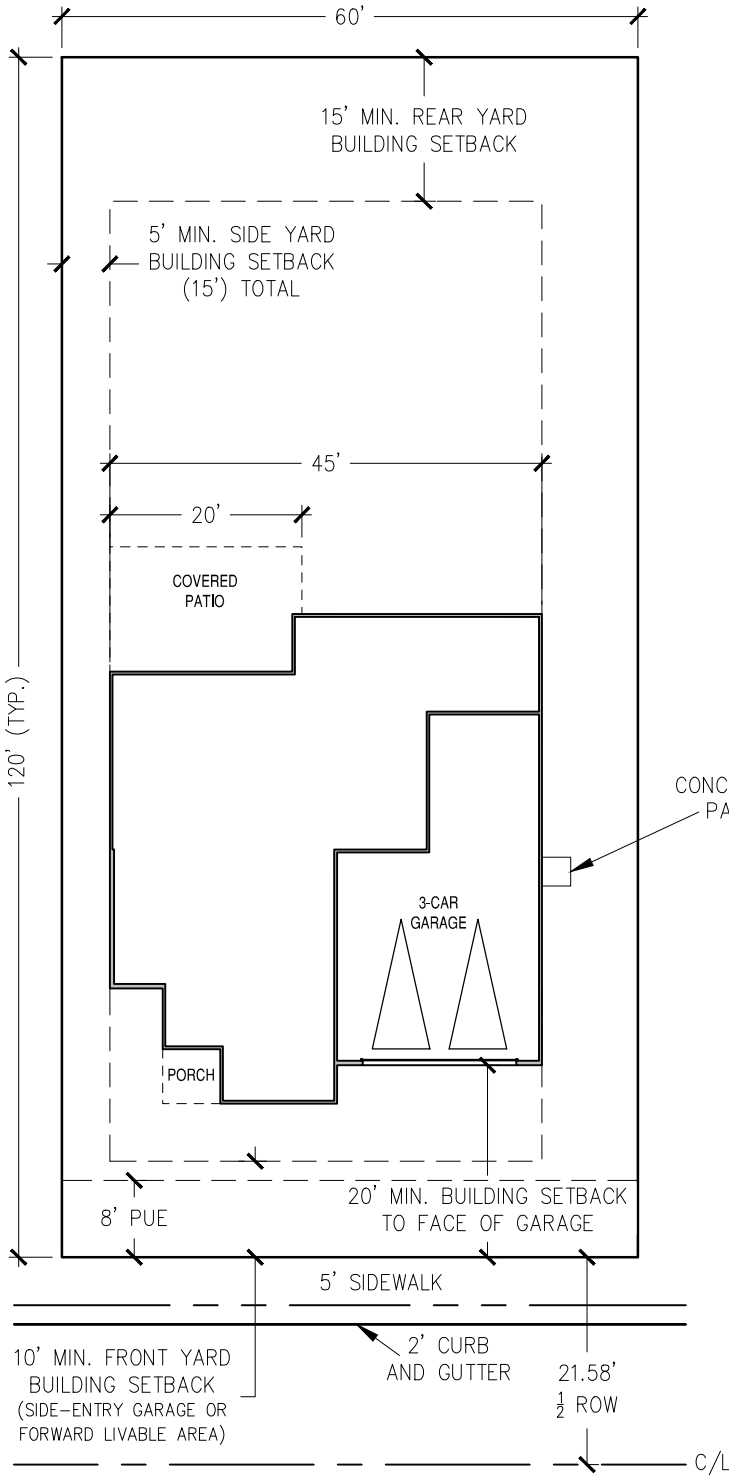 60'
15' MIN. REAR YARD
BUILDING SETBACK
5' MIN. SIDE YARD
BUILDING SETBACK
(15') TOTAL
45'
20'
COVERED
PATIO
120' (TYP.)
CONC
PA
3-CAR
GARAGE
PORCH
8' PUE
20' MIN. BUILDING SETBACK
TO FACE OF GARAGE
5' SIDEWALK
2' CURB
AND GUTTER
10' MIN. FRONT YARD
BUILDING SETBACK
(SIDE-ENTRY GARAGE OR
FORWARD LIVABLE AREA)
21.58'
½ ROW
C/L